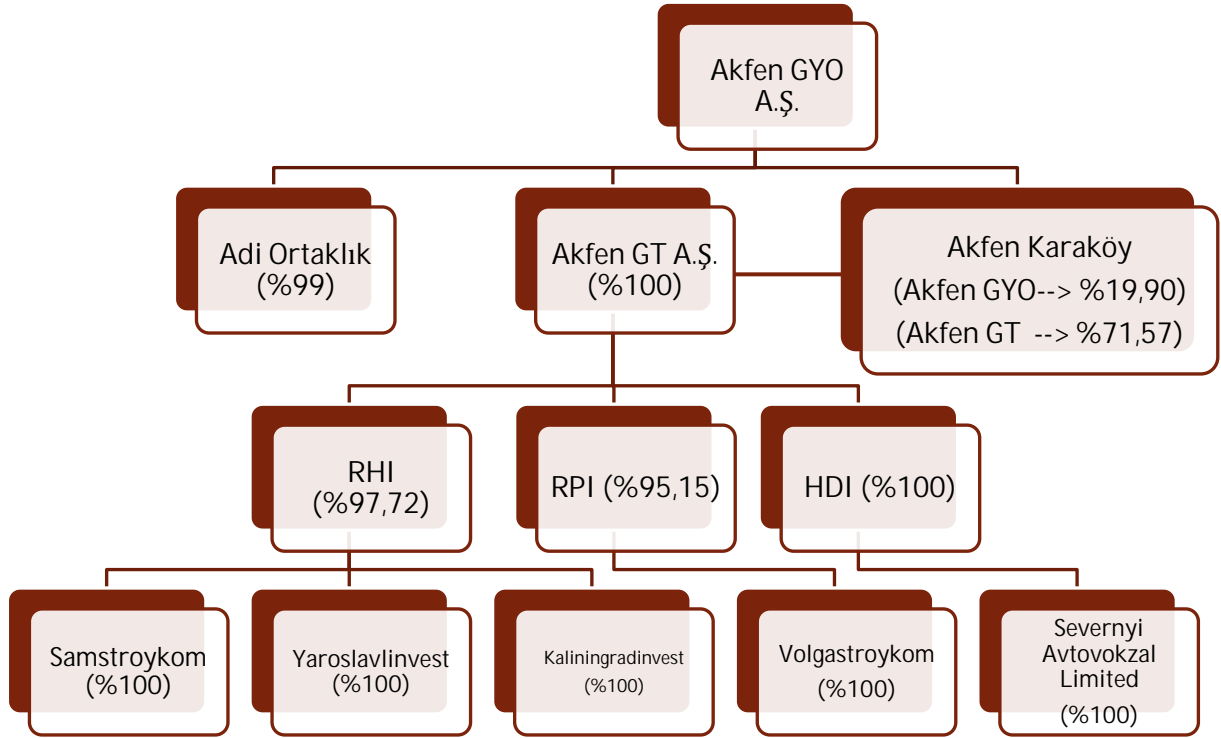 Akfen GYO
A.Ş.
Adi Ortaklık
(%99)
Akfen GT A.Ş.
(%100)
Akfen Karaköy
(Akfen GYO--> %19,90)
(Akfen GT --> %71,57)
RHI
(%97,72)
RPI (%95,15)
HDI (%100)
Samstroykom
(%100)
Yaroslavlinvest
(%100)
Kaliningradinvest
(%100)
Volgastroykom
(%100)
Severnyi
Avtovokzal
Limited
(%100)